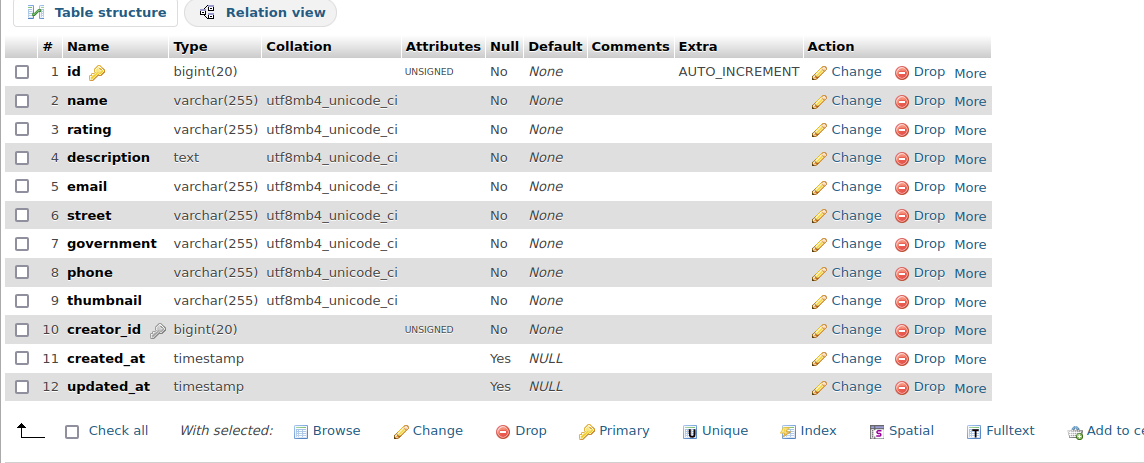 Table structure Relation view
# Name Type Collation Attributes Null Default Comments Extra Action
1 id bigint(20) UNSIGNED No None AUTO_INCREMENT Change Drop More
2 name varchar(255) utf8mb4_unicode_ci No None Change Drop More
3 rating varchar(255) utf8mb4_unicode_ci No None Change Drop More
4 description text utf8mb4_unicode_ci No None Change Drop More
5 email varchar(255) utf8mb4_unicode_ci No None Change Drop More
6 street varchar(255) utf8mb4_unicode_ci No None Change Drop More
7 government varchar(255) utf8mb4_unicode_ci No None Change Drop More
8 phone varchar(255) utf8mb4_unicode_ci No None Change Drop More
9 thumbnail varchar(255) utf8mb4_unicode_ci No None Change Drop More
10 creator_id bigint(20) UNSIGNED No None Change Drop More
11 created_at timestamp Yes NULL Change Drop More
12 updated_at timestamp Yes NULL Change Drop More
Check all With selected: Browse Change Drop Primary U Unique Index S Spatial T Fulltext Add to ce